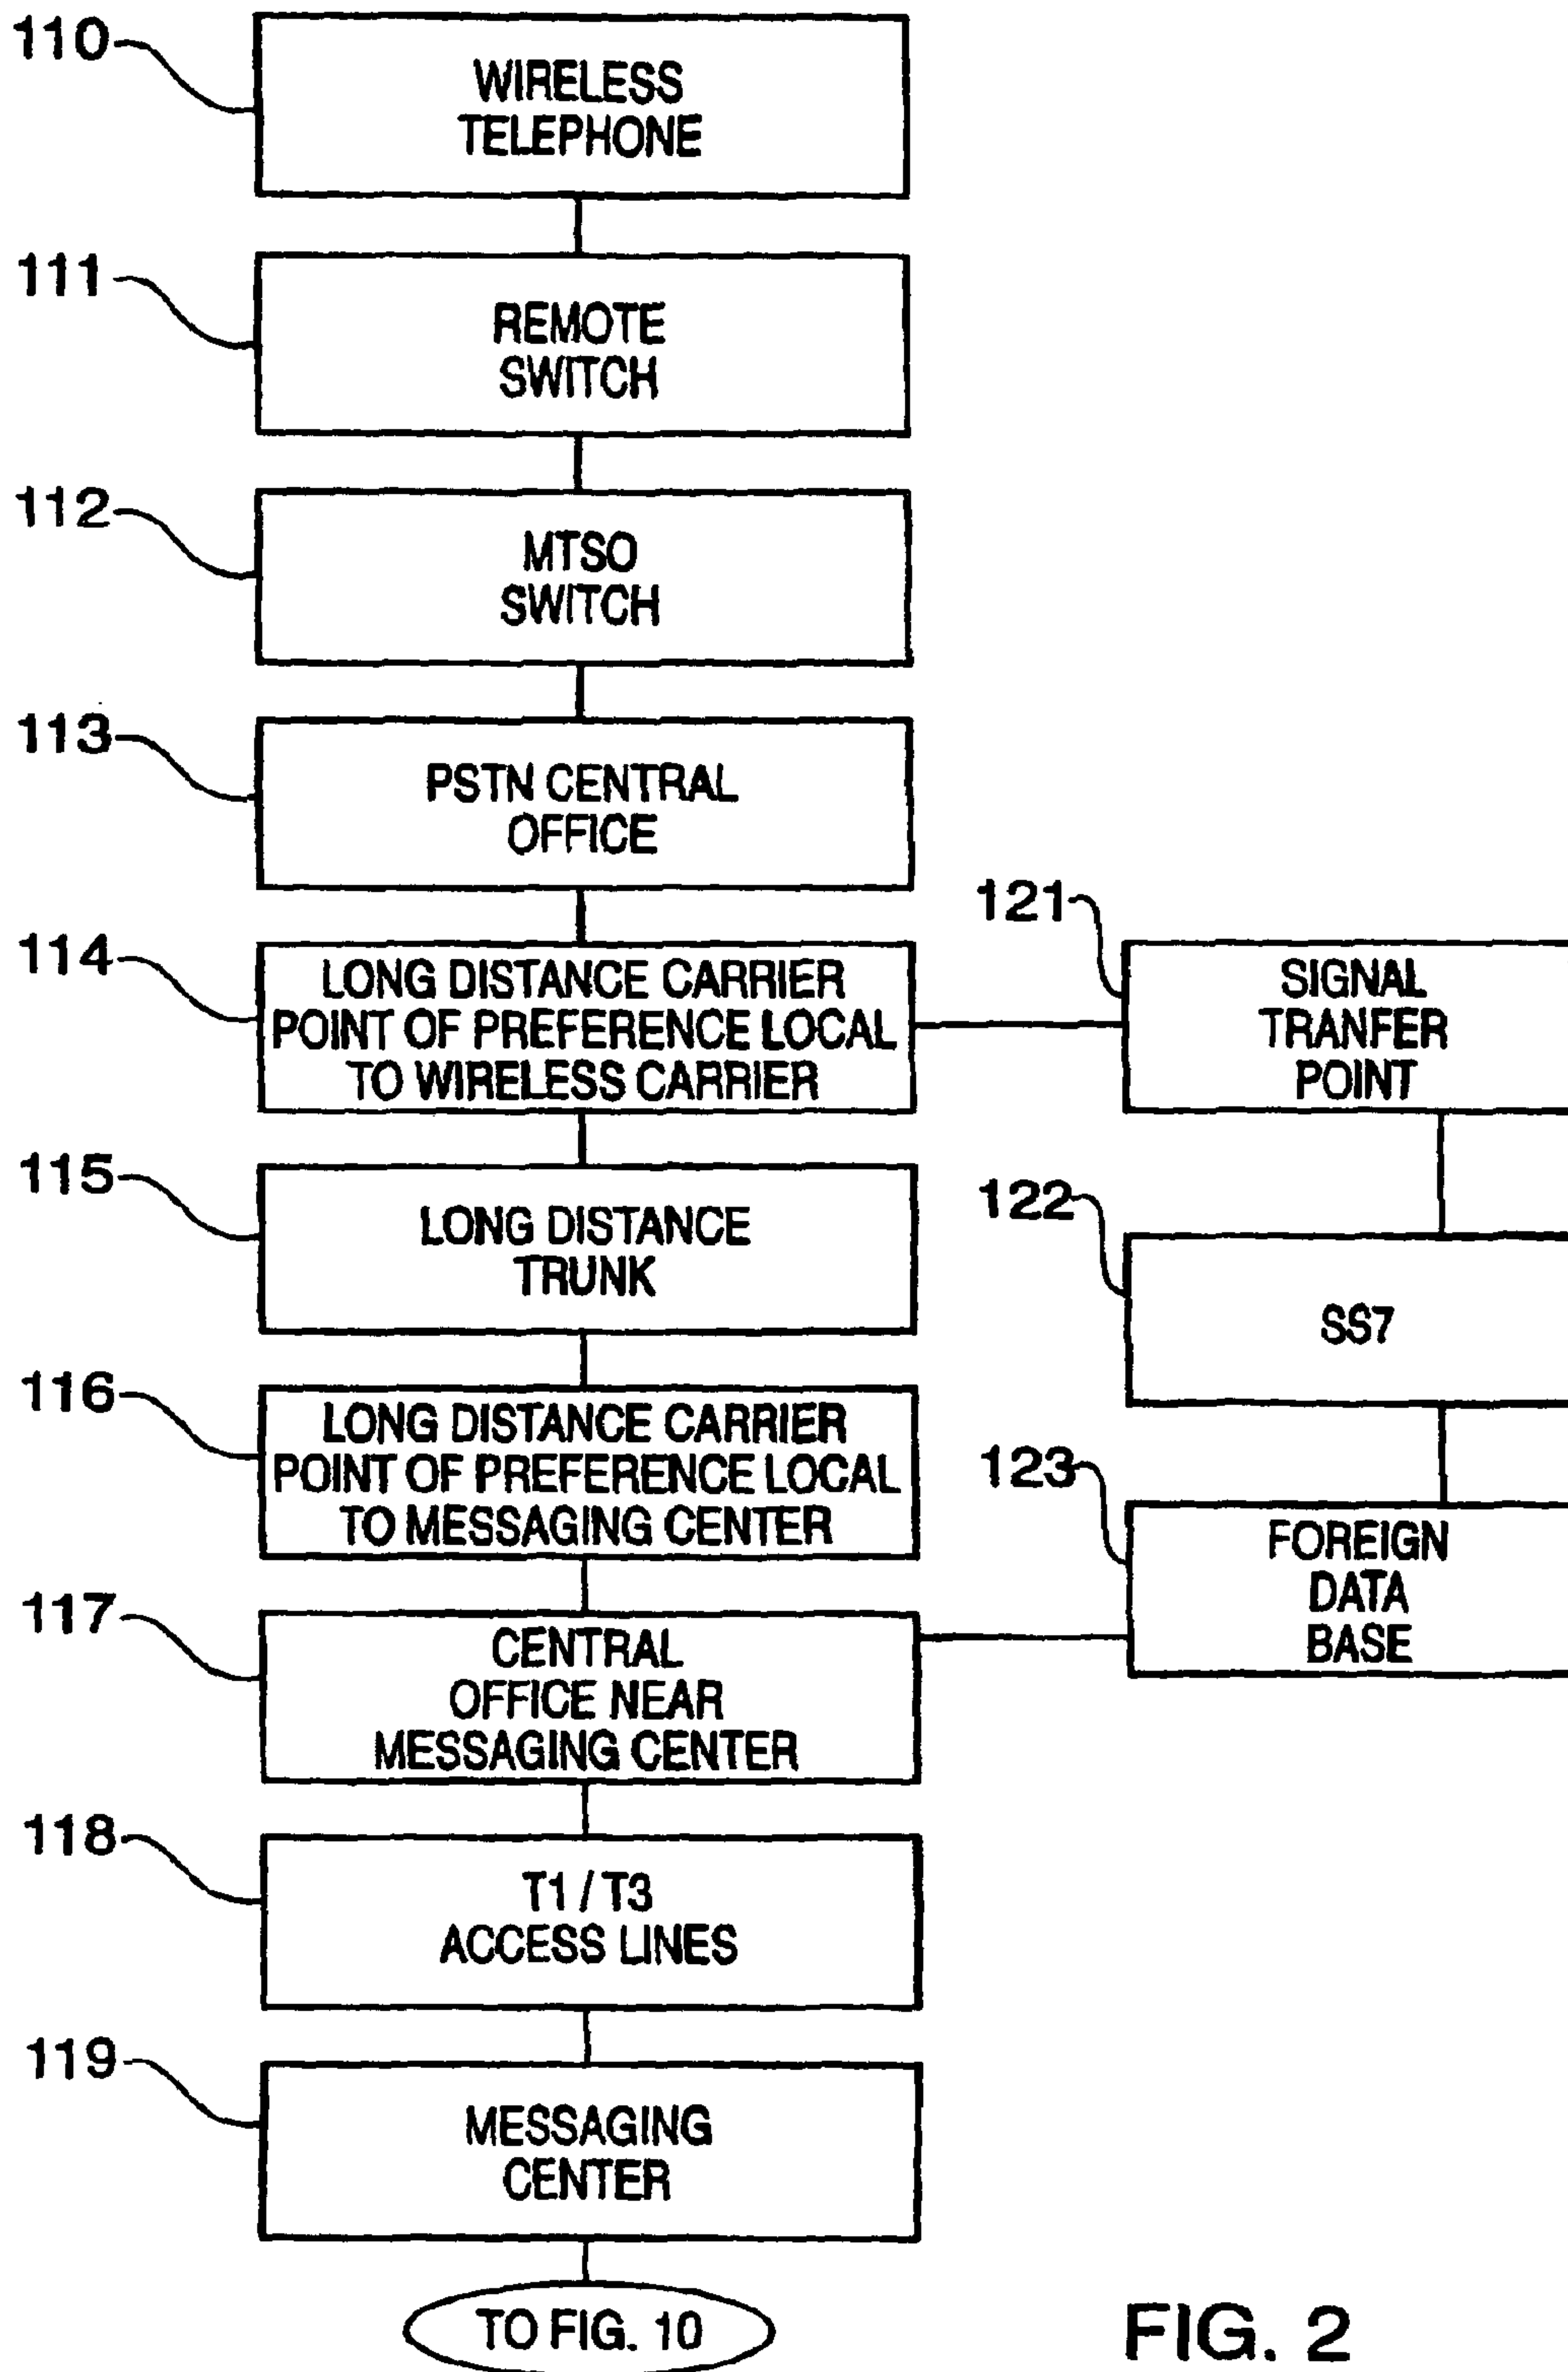 110
WIRELESS
TELEPHONE
111
REMOTE
SWITCH
112
MTSO
SWITCH
113
PSTN CENTRAL
OFFICE
114
LONG DISTANCE CARRIER
POINT OF PREFERENCE LOCAL
TO WIRELESS CARRIER
121
SIGNAL
TRANFER
POINT
115
LONG DISTANCE
TRUNK
122
SS7
116
LONG DISTANCE CARRIER
POINT OF PREFERENCE LOCAL
TO MESSAGING CENTER
123
FOREIGN
DATA
BASE
117
CENTRAL
OFFICE NEAR
MESSAGING CENTER
118
T1 / T3
ACCESS LINES
119
MESSAGING
CENTER
TO FIG. 10
FIG. 2